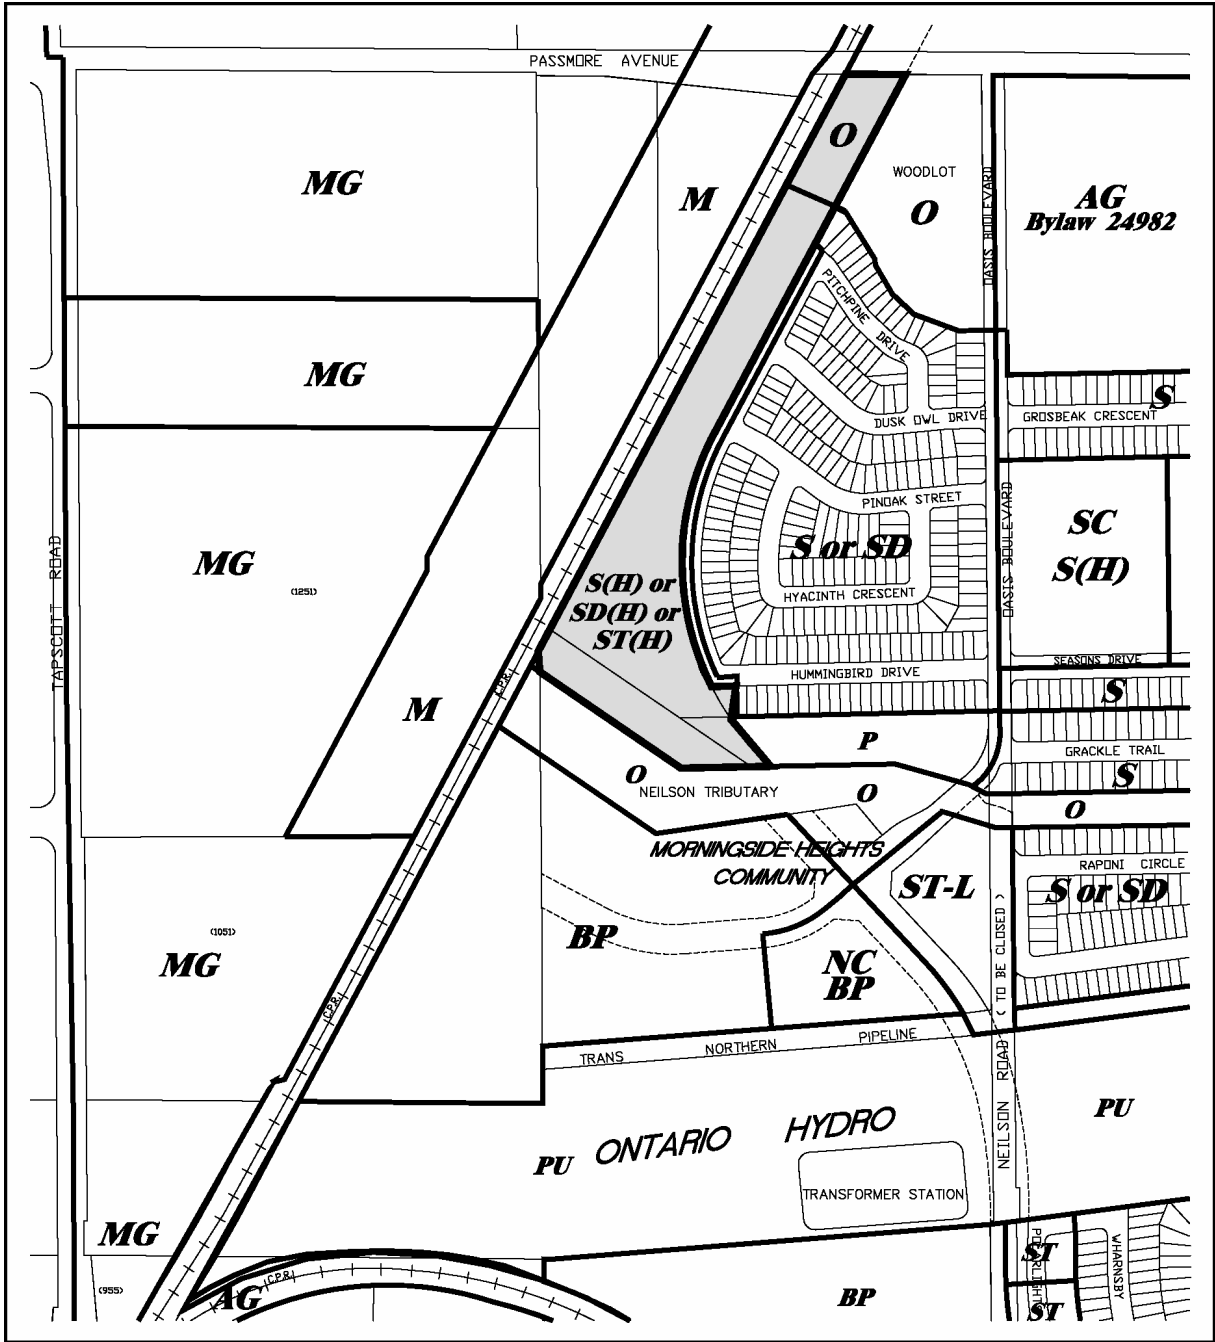 PASSMORE AVENUE
O
WOODLOT
O
MG
M
AG
Bylaw 24982
OASIS BOULEVARD
PITCHPINE DRIVE
MG
S
DUSK OWL DRIVE
GROSBEAK CRESCENT
PINOAK STREET
SC
S(H)
OASIS BOULEVARD
S or SD
TAPSCOTT ROAD
MG
(1251)
S(H) or
SD(H) or
ST(H)
HYACINTH CRESCENT
SEASONS DRIVE
HUMMINGBIRD DRIVE
C.P.R.
S
M
P
GRACKLE TRAIL
S
O
NEILSON TRIBUTARY
O
O
MORNINGSIDE HEIGHTS
COMMUNITY
RAPONI CIRCLE
ST-L
S or SD
(1051)
MG
BP
NC
BP
( TO BE CLOSED )
C.P.R.
TRANS NORTHERN PIPELINE
NEILSON ROAD
PU
ONTARIO HYDRO
PU
TRANSFORMER STATION
MG
ST
WHARNSBY
C.P.R.
(955)
AG
BP
ST